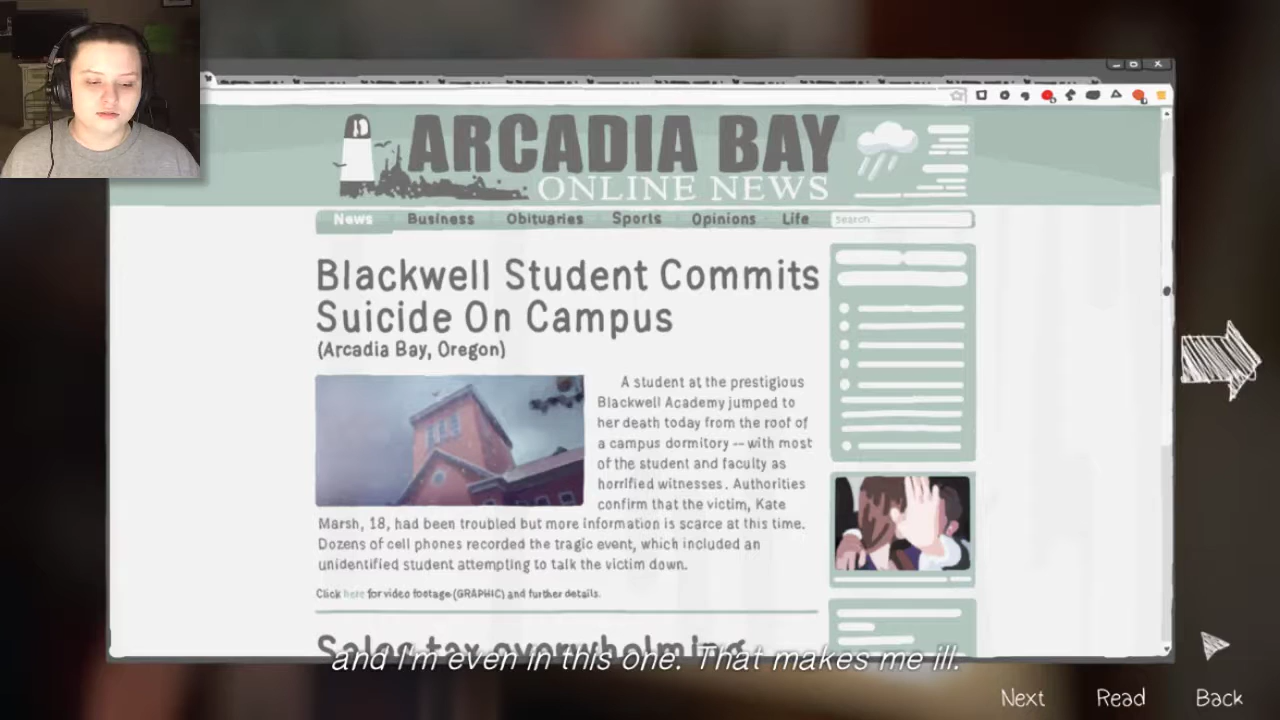 ARCADIA BAY
ONLINE NEWS
News Business Obituaries Sports Opinions Life search
Blackwell Student Commits
Suicide On Campus
(Arcadia Bay, Oregon)
A student at the prestigious
Blackwell Academy jumped to
her death today from the roof of
a campus dormitory -- with most
of the student and faculty as
horrified witnesses. Authorities
confirm that the victim, Kate
Marsh, 18, had been troubled but more information is scarce at this time.
Dozens of cell phones recorded the tragic event, which included an
unidentified student attempting to talk the victim down.
Click here for video footage (GRAPHIC) and further details.
Sales tax overwhelming
and I'm even in this one. That makes me ill.
Next Read Back